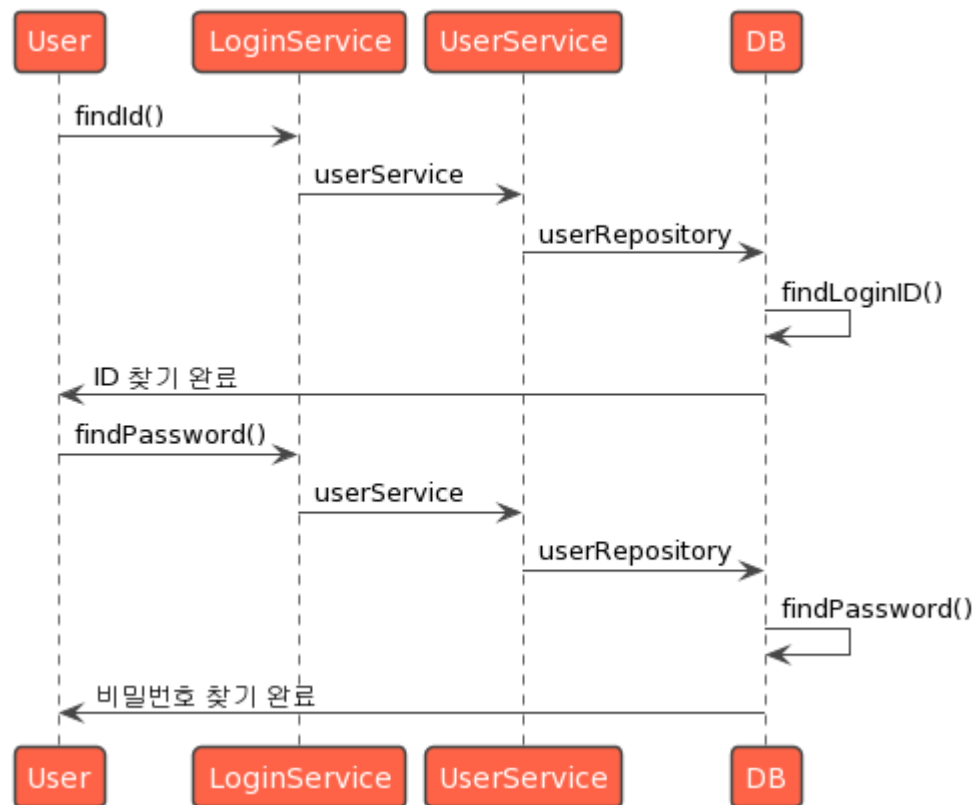 User LoginService UserService DB
findId()
userService
userRepository
findLoginID()
ID 찾기 완료
findPassword()
userService
userRepository
findPassword()
비밀번호 찾기 완료
User LoginService UserService DB